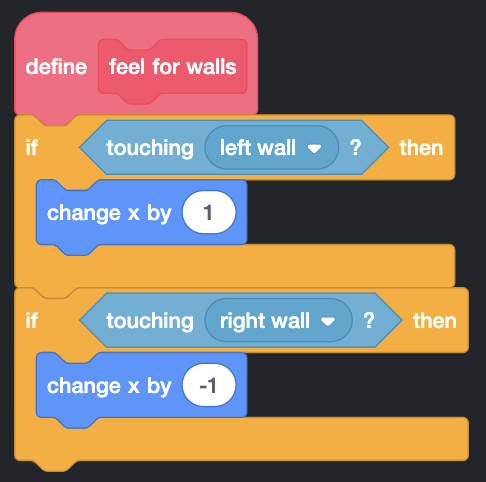 define feel for walls
if touching left wall ? then
change x by 1
if touching right wall ? then
change x by -1